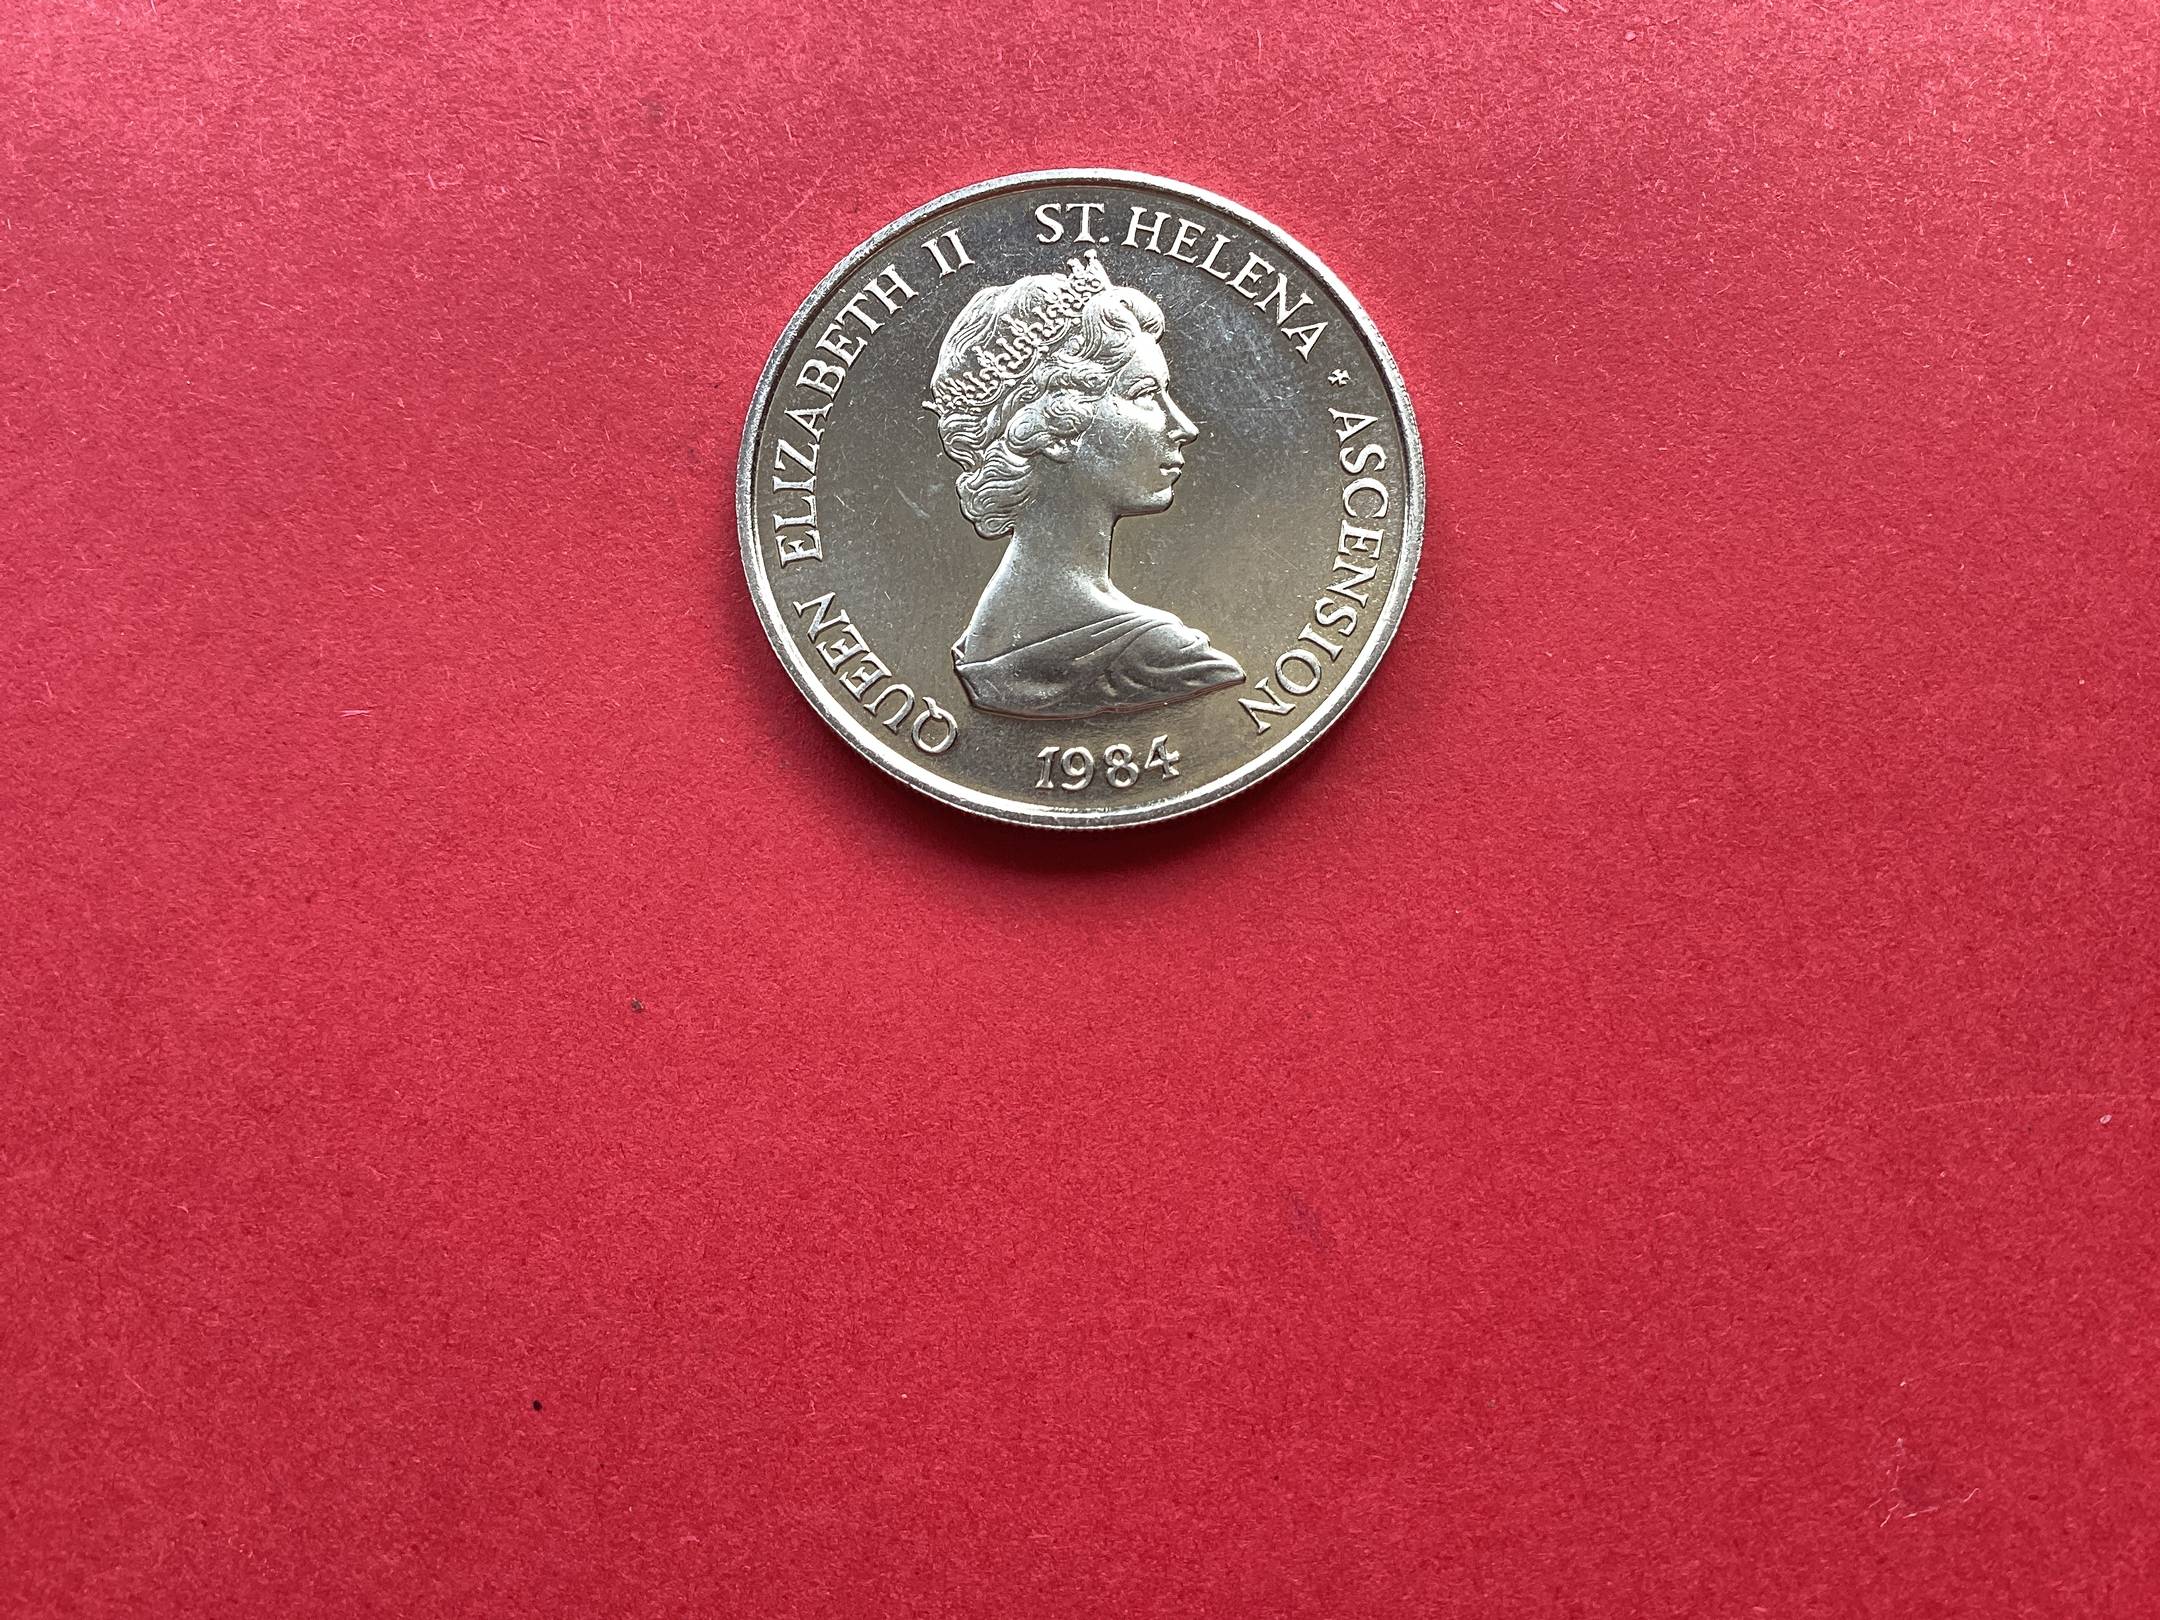 QUEEN ELIZABETH II ST. HELENA * ASCENSION
1984